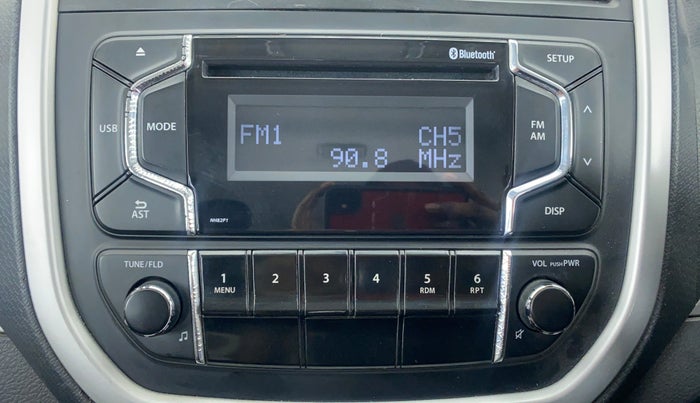 Bluetooth
SETUP
USB
MODE
FM1 CH5
90.8 MHz
FM
AM
AST
NH82P1
DISP
TUNE/FLD
VOL PUSH PWR
1 2 3 4 5 6
MENU RDM RPT